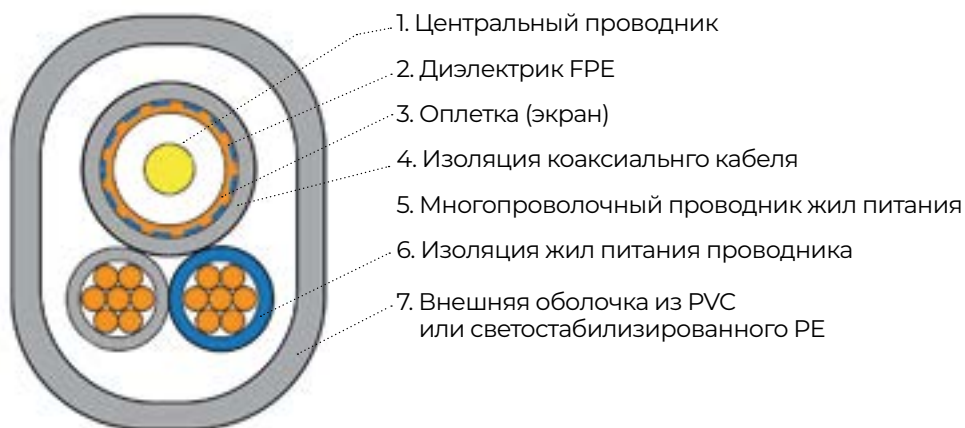 1. Центральный проводник
2. Диэлектрик FPE
3. Оплетка (экран)
4. Изоляция коаксиальнго кабеля
5. Многопроволочный проводник жил питания
6. Изоляция жил питания проводника
7. Внешняя оболочка из PVC
или светостабилизированного PE